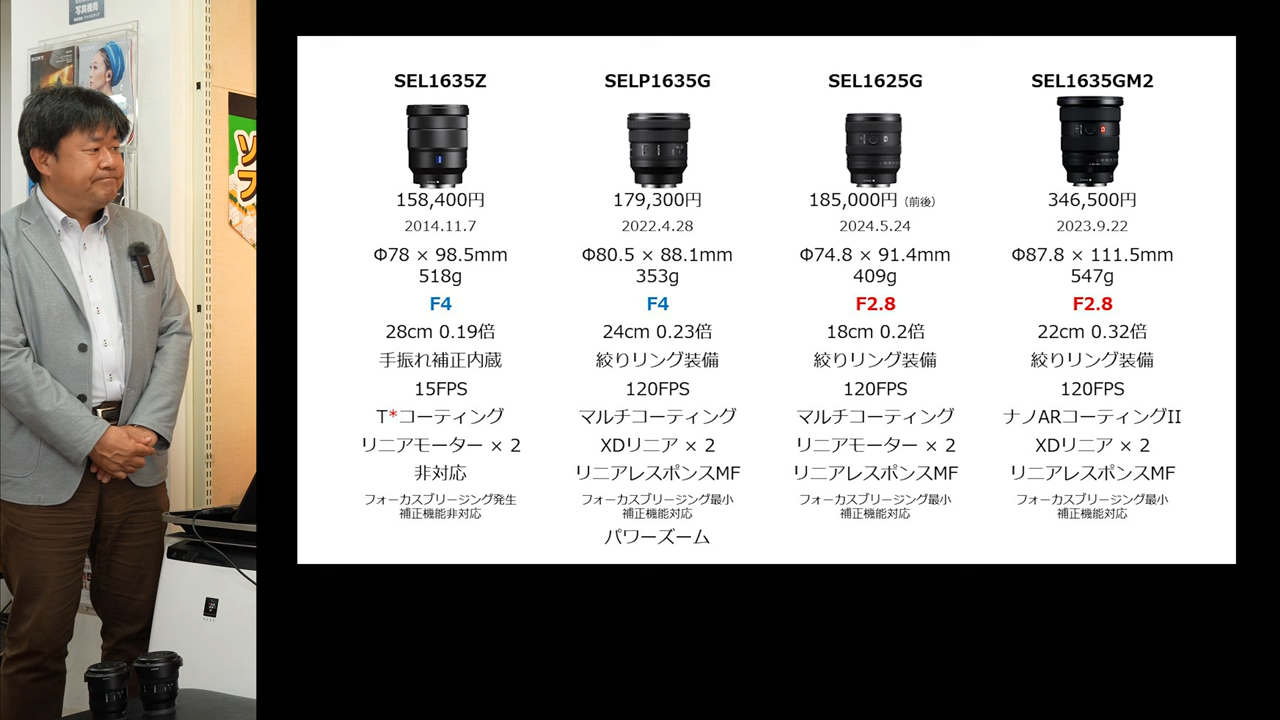 写真商売
SONY
SONY
ソ
フ
SEL1635Z
158,400円
2014.11.7
Φ78 × 98.5mm
518g
F4
28cm 0.19倍
手振れ補正内蔵
15FPS
T*コーティング
リニアモーター × 2
非対応
フォーカスブリージング発生
補正機能非対応
SELP1635G
179,300円
2022.4.28
Φ80.5 × 88.1mm
353g
F4
24cm 0.23倍
絞りリング装備
120FPS
マルチコーティング
XDリニア × 2
リニアレスポンスMF
フォーカスブリージング最小
補正機能対応
パワーズーム
SEL1625G
185,000円（前後）
2024.5.24
Φ74.8 × 91.4mm
409g
F2.8
18cm 0.2倍
絞りリング装備
120FPS
マルチコーティング
リニアモーター × 2
リニアレスポンスMF
フォーカスブリージング最小
補正機能対応
SEL1635GM2
346,500円
2023.9.22
Φ87.8 × 111.5mm
547g
F2.8
22cm 0.32倍
絞りリング装備
120FPS
ナノARコーティングII
XDリニア × 2
リニアレスポンスMF
フォーカスブリージング最小
補正機能対応